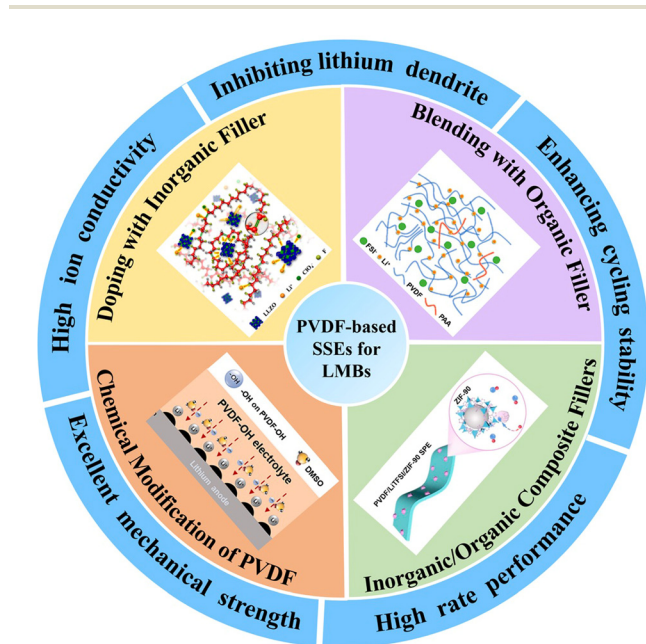 Inhibiting lithium dendrite
Enhancing cycling stability
High rate performance
Excellent mechanical strength
High ion conductivity
Doping with Inorganic Filler
LLZO
Li⁺
ClO₄⁻
F
Blending with Organic Filler
FSI⁻
Li⁺
PVDF
PAA
PVDF-based
SSEs for
LMBs
Chemical Modification of PVDF
-OH
-OH on PVDF-OH
PVDF-OH electrolyte
DMSO
Lithium anode
Inorganic/Organic Composite Fillers
ZIF-90
PVDF/LiTFSI/ZIF-90 SPE